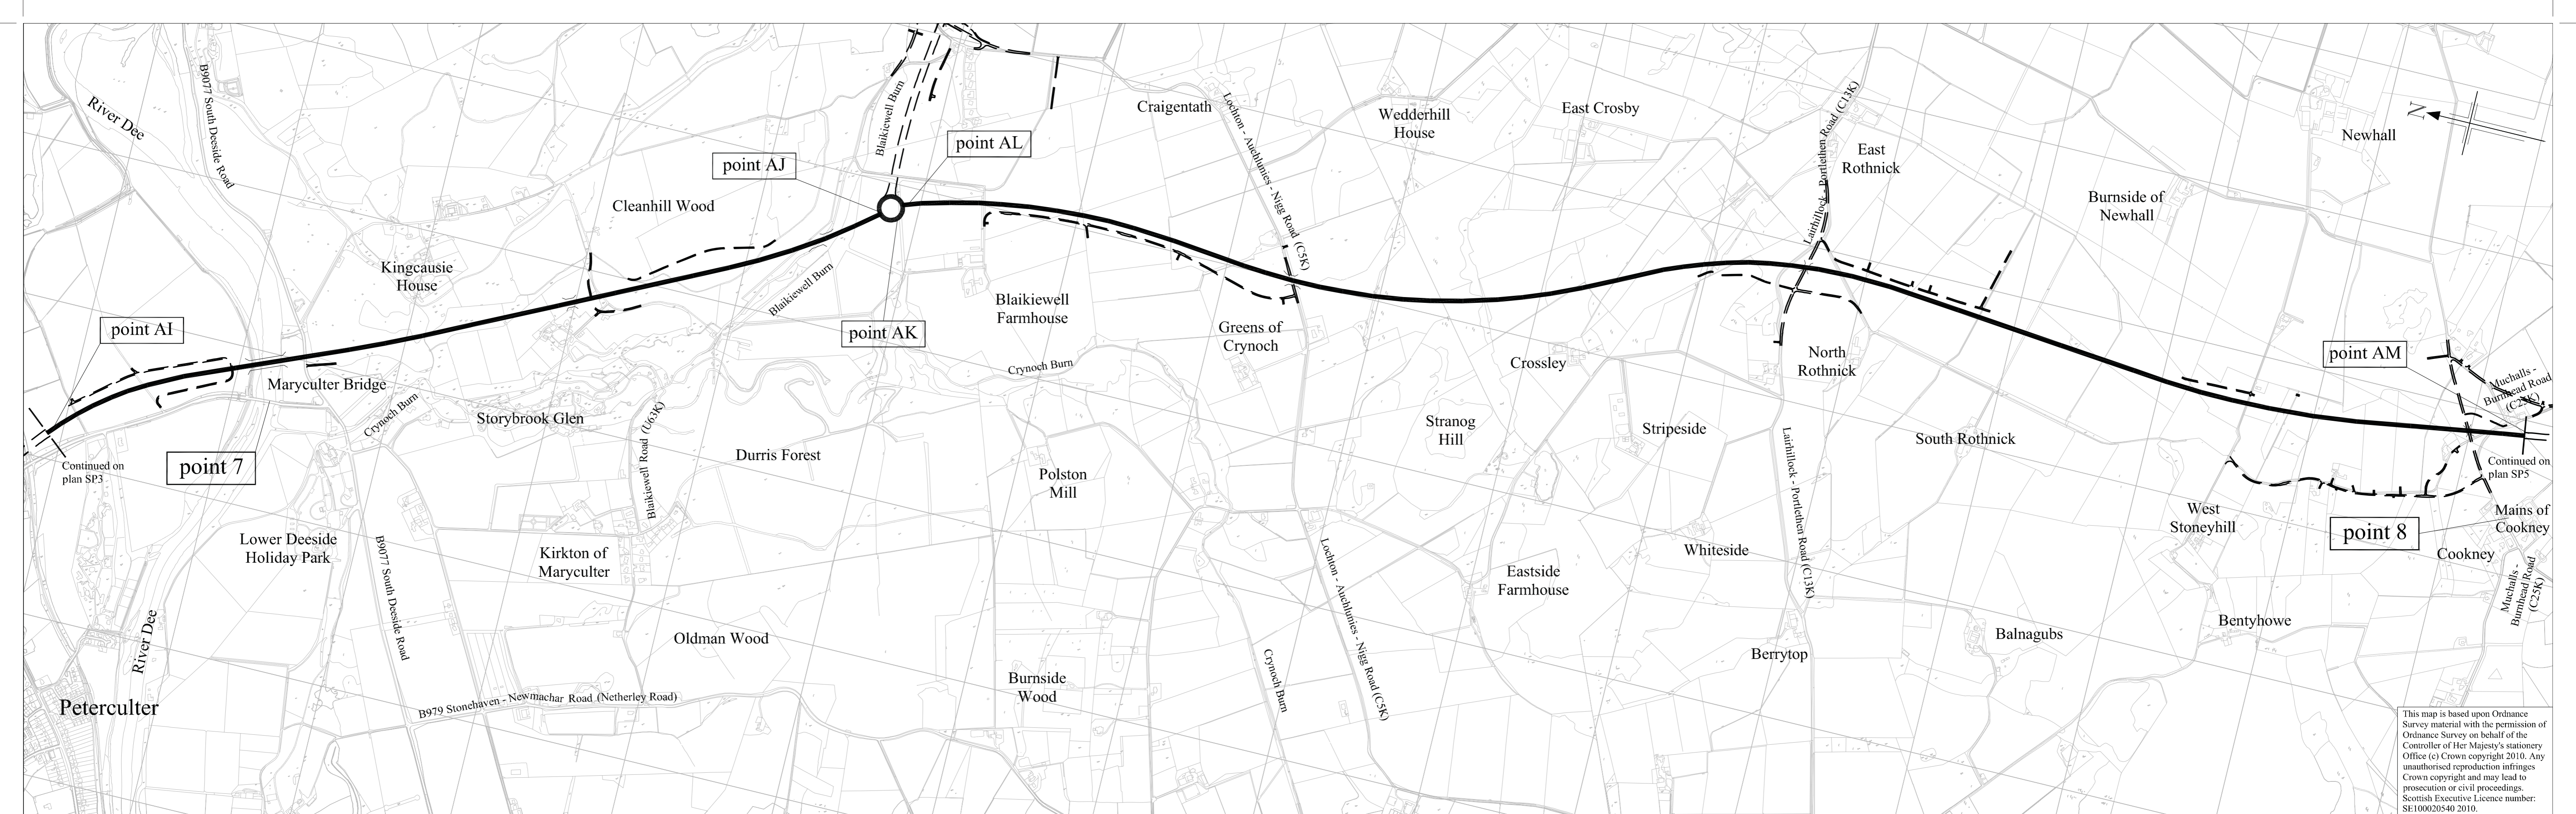 River Dee
B9077 South Deeside Road
Blaikiewell Burn
Craigentath
Lochton - Auchlunies - Nigg Road (C5K)
Wedderhill
House
East Crosby
Lairhillock - Portlethen Road (C13K)
East
Rothnick
Newhall
N
point AL
point AJ
Cleanhill Wood
Burnside of
Newhall
Kingcausie
House
Blaikiewell Burn
Blaikiewell
Farmhouse
point AI
point AK
Greens of
Crynoch
Crossley
North
Rothnick
point AM
Muchalls -
Burnhead Road
(C25K)
Maryculter Bridge
Crynoch Burn
Crynoch Burn
Storybrook Glen
Blaikiewell Road (U63K)
Stranog
Hill
Stripeside
South Rothnick
Continued on
plan SP3
point 7
Durris Forest
Polston
Mill
Lairhillock - Portlethen Road (C13K)
Continued on
plan SP5
West
Stoneyhill
Mains of
Cookney
point 8
Cookney
Lower Deeside
Holiday Park
B9077 South Deeside Road
Kirkton of
Maryculter
Lochton - Auchlunies - Nigg Road (C5K)
Whiteside
Eastside
Farmhouse
Muchalls -
Burnhead Road
(C25K)
Bentyhowe
River Dee
Oldman Wood
Balnagubs
Berrytop
Crynoch Burn
Burnside
Wood
B979 Stonehaven - Newmachar Road (Netherley Road)
Peterculter
This map is based upon Ordnance
Survey material with the permission of
Ordnance Survey on behalf of the
Controller of Her Majesty's stationery
Office (c) Crown copyright 2010. Any
unauthorised reproduction infringes
Crown copyright and may lead to
prosecution or civil proceedings.
Scottish Executive Licence number:
SE100020540 2010.